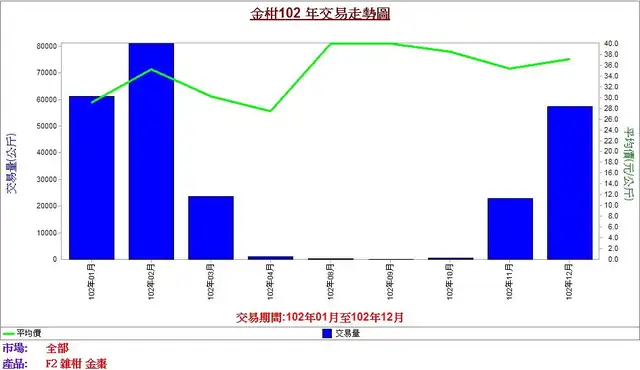 金柑102 年交易走勢圖
80000
70000
60000
50000
40000
30000
20000
10000
0
交易量(公斤)
40.0
38.0
36.0
34.0
32.0
30.0
28.0
26.0
24.0
22.0
20.0
18.0
16.0
14.0
12.0
10.0
8.0
6.0
4.0
2.0
0.0
平均價(元/公斤)
102年01月
102年02月
102年03月
102年04月
102年08月
102年09月
102年10月
102年11月
102年12月
交易期間:102年01月至102年12月
平均價 交易量
市場: 全部
產品: F2 雜柑 金棗